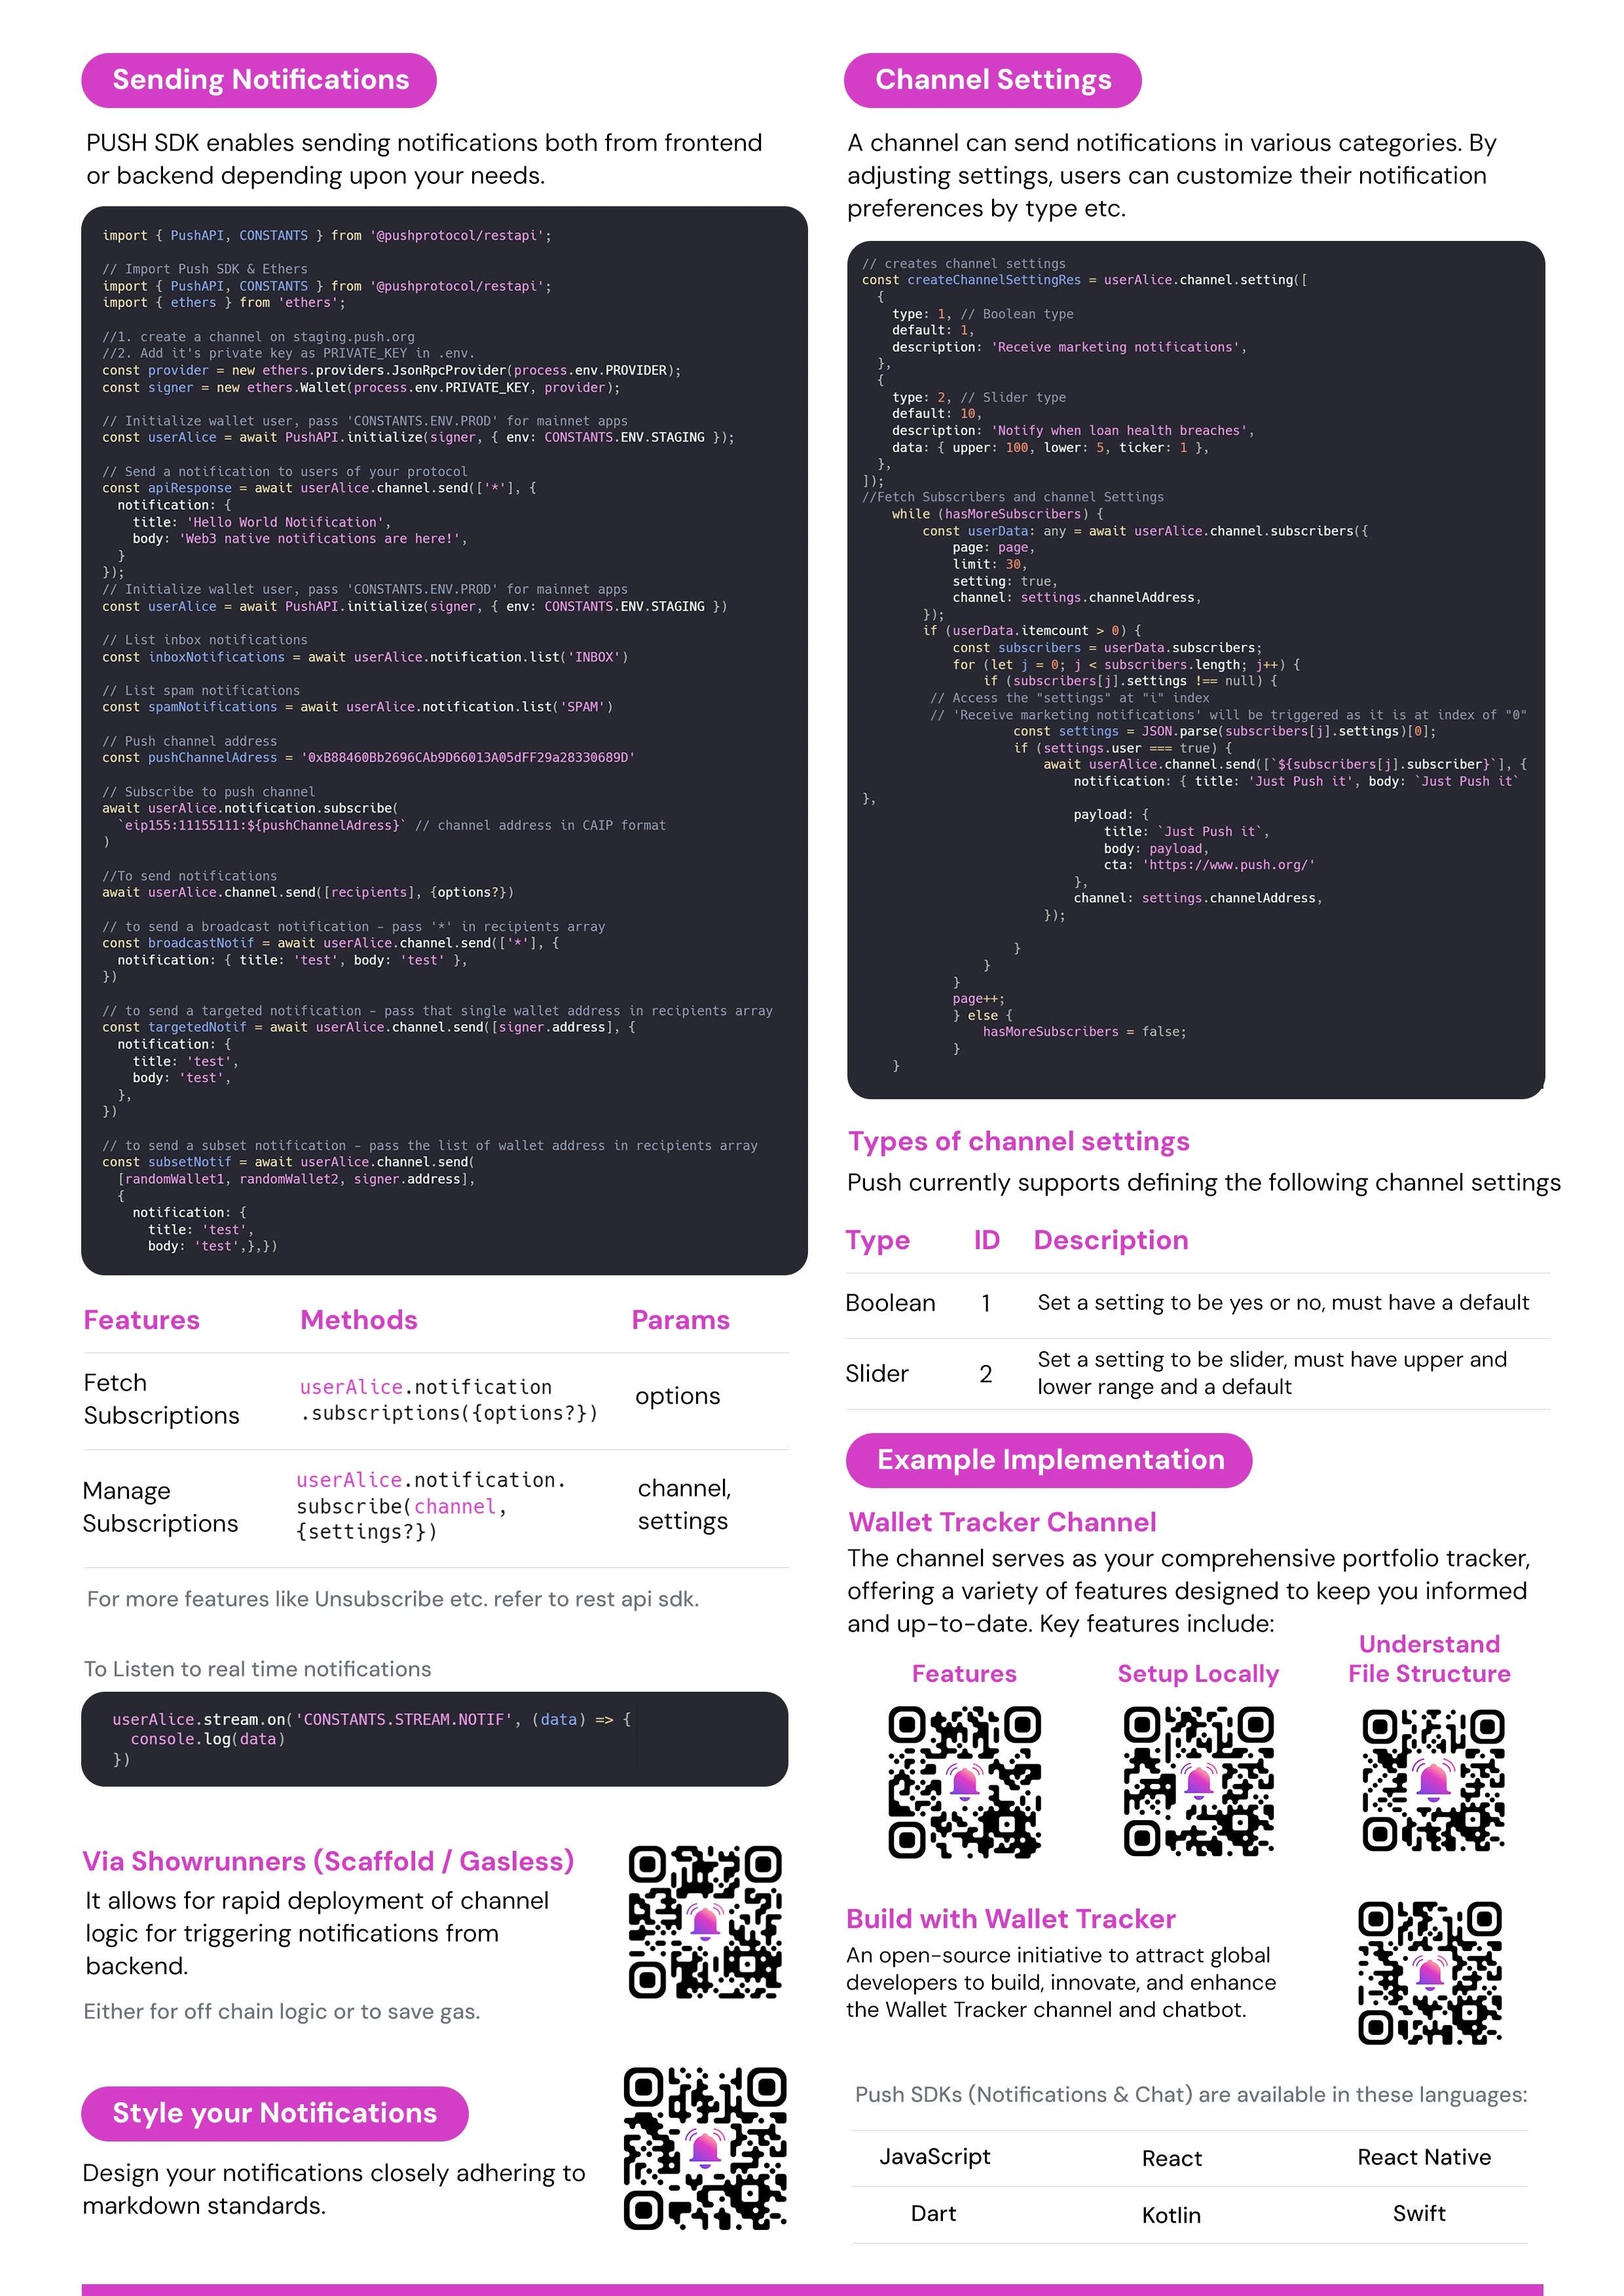 Sending Notifications
PUSH SDK enables sending notifications both from frontend
or backend depending upon your needs.
import { PushAPI, CONSTANTS } from '@pushprotocol/restapi';
// Import Push SDK & Ethers
import { PushAPI, CONSTANTS } from '@pushprotocol/restapi';
import { ethers } from 'ethers';
//1. create a channel on staging.push.org
//2. Add it's private key as PRIVATE_KEY in .env.
const provider = new ethers.providers.JsonRpcProvider(process.env.PROVIDER);
const signer = new ethers.Wallet(process.env.PRIVATE_KEY, provider);
// Initialize wallet user, pass 'CONSTANTS.ENV.PROD' for mainnet apps
const userAlice = await PushAPI.initialize(signer, { env: CONSTANTS.ENV.STAGING });
// Send a notification to users of your protocol
const apiResponse = await userAlice.channel.send(['*'], {
  notification: {
    title: 'Hello World Notification',
    body: 'Web3 native notifications are here!',
  }
});
// Initialize wallet user, pass 'CONSTANTS.ENV.PROD' for mainnet apps
const userAlice = await PushAPI.initialize(signer, { env: CONSTANTS.ENV.STAGING })
// List inbox notifications
const inboxNotifications = await userAlice.notification.list('INBOX')
// List spam notifications
const spamNotifications = await userAlice.notification.list('SPAM')
// Push channel address
const pushChannelAdress = '0xB88460Bb2696CAb9D66013A05dFF29a28330689D'
// Subscribe to push channel
await userAlice.notification.subscribe(
  `eip155:11155111:${pushChannelAdress}` // channel address in CAIP format
)
//To send notifications
await userAlice.channel.send([recipients], {options?})
// to send a broadcast notification - pass '*' in recipients array
const broadcastNotif = await userAlice.channel.send(['*'], {
  notification: { title: 'test', body: 'test' },
})
// to send a targeted notification - pass that single wallet address in recipients array
const targetedNotif = await userAlice.channel.send([signer.address], {
  notification: {
    title: 'test',
    body: 'test',
  },
})
// to send a subset notification - pass the list of wallet address in recipients array
const subsetNotif = await userAlice.channel.send(
  [randomWallet1, randomWallet2, signer.address],
  {
    notification: {
      title: 'test',
      body: 'test',},})
Features Methods Params
Fetch
Subscriptions
userAlice.notification
.subscriptions({options?})
options
Manage
Subscriptions
userAlice.notification.
subscribe(channel,
{settings?})
channel,
settings
For more features like Unsubscribe etc. refer to rest api sdk.
To Listen to real time notifications
userAlice.stream.on('CONSTANTS.STREAM.NOTIF', (data) => {
  console.log(data)
})
Via Showrunners (Scaffold / Gasless)
It allows for rapid deployment of channel
logic for triggering notifications from
backend.
Either for off chain logic or to save gas.
Style your Notifications
Design your notifications closely adhering to
markdown standards.
Channel Settings
A channel can send notifications in various categories. By
adjusting settings, users can customize their notification
preferences by type etc.
// creates channel settings
const createChannelSettingRes = userAlice.channel.setting([
  {
    type: 1, // Boolean type
    default: 1,
    description: 'Receive marketing notifications',
  },
  {
    type: 2, // Slider type
    default: 10,
    description: 'Notify when loan health breaches',
    data: { upper: 100, lower: 5, ticker: 1 },
  },
]);
//Fetch Subscribers and channel Settings
    while (hasMoreSubscribers) {
        const userData: any = await userAlice.channel.subscribers({
            page: page,
            limit: 30,
            setting: true,
            channel: settings.channelAddress,
        });
        if (userData.itemcount > 0) {
            const subscribers = userData.subscribers;
            for (let j = 0; j < subscribers.length; j++) {
                if (subscribers[j].settings !== null) {
         // Access the "settings" at "i" index
         // 'Receive marketing notifications' will be triggered as it is at index of "0"
                    const settings = JSON.parse(subscribers[j].settings)[0];
                    if (settings.user === true) {
                        await userAlice.channel.send([`${subscribers[j].subscriber}`], {
                            notification: { title: 'Just Push it', body: `Just Push it`
},
                            payload: {
                                title: `Just Push it`,
                                body: payload,
                                cta: 'https://www.push.org/'
                            },
                            channel: settings.channelAddress,
                        });
                    }
                }
            }
            page++;
            } else {
                hasMoreSubscribers = false;
            }
    }
Types of channel settings
Push currently supports defining the following channel settings
Type ID Description
Boolean 1 Set a setting to be yes or no, must have a default
Slider 2 Set a setting to be slider, must have upper and
lower range and a default
Example Implementation
Wallet Tracker Channel
The channel serves as your comprehensive portfolio tracker,
offering a variety of features designed to keep you informed
and up-to-date. Key features include:
Features
Setup Locally
Understand
File Structure
Build with Wallet Tracker
An open-source initiative to attract global
developers to build, innovate, and enhance
the Wallet Tracker channel and chatbot.
Push SDKs (Notifications & Chat) are available in these languages:
JavaScript React React Native
Dart Kotlin Swift